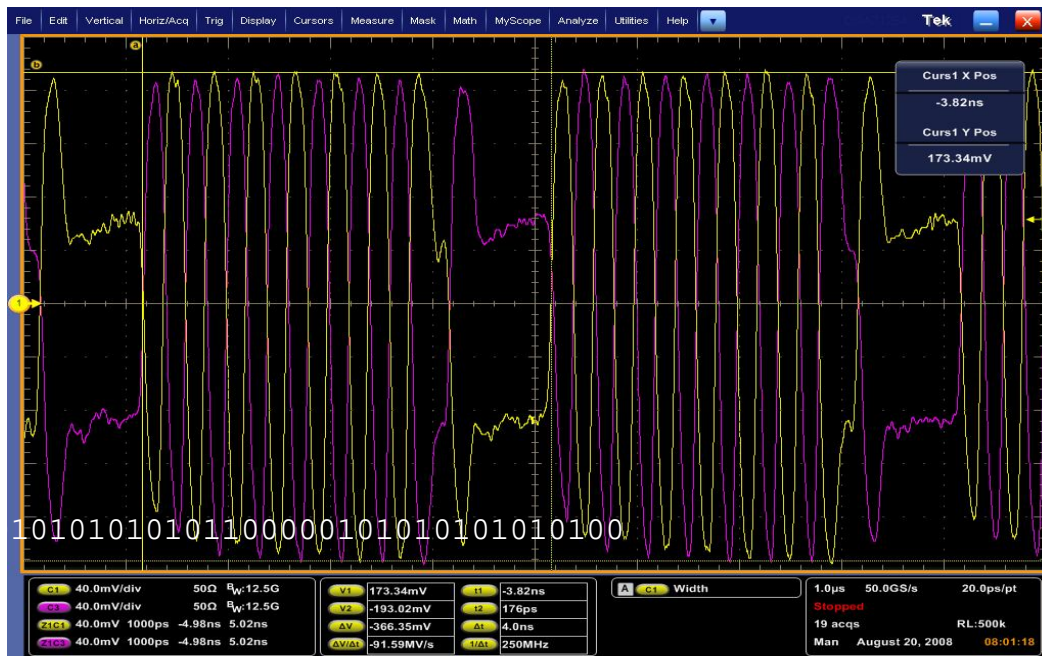 File Edit Vertical Horiz/Acq Trig Display Cursors Measure Mask Math MyScope Analyze Utilities Help Tek
a
b
Curs1 X Pos
-3.82ns
Curs1 Y Pos
173.34mV
1
1010101010110000010101010101010100
C1 40.0mV/div 50Ω BW:12.5G
C3 40.0mV/div 50Ω BW:12.5G
Z1C1 40.0mV 1000ps -4.98ns 5.02ns
Z1C3 40.0mV 1000ps -4.98ns 5.02ns
V1 173.34mV t1 -3.82ns
V2 -193.02mV t2 176ps
ΔV -366.35mV Δt 4.0ns
ΔV/Δt -91.59MV/s 1/Δt 250MHz
A C1 Width
1.0µs 50.0GS/s 20.0ps/pt
Stopped
19 acqs RL:500k
Man August 20, 2008 08:01:18